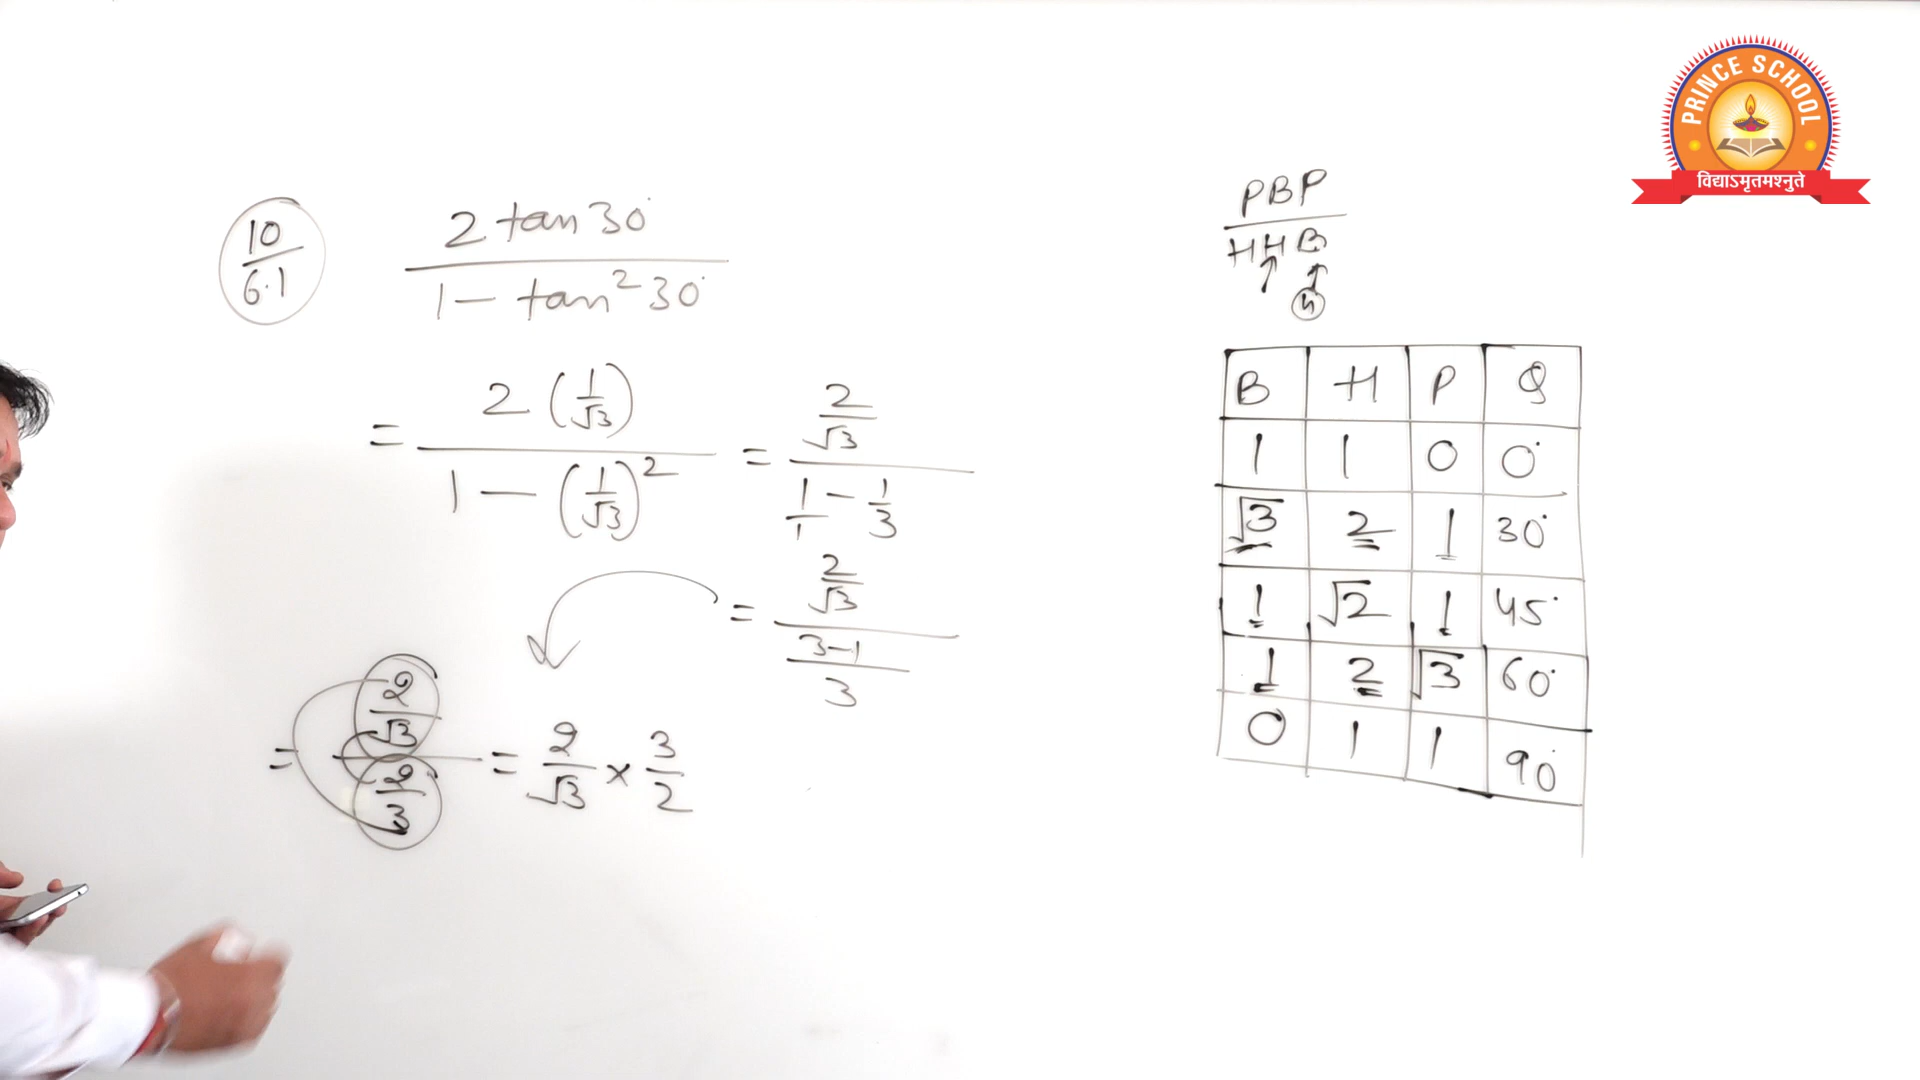 PRINCE SCHOOL
विद्याऽमृतमश्नुते
10/6.1
2 tan 30° / 1 - tan² 30°
= 2 (1/√3) / 1 - (1/√3)² = 2/√3 / 1/1 - 1/3
= 2/√3 / 3-1/3
= 2/√3 / 2/3 = 2/√3 × 3/2
PBP
HHB
B H P
1 1 0 0°
√3 2 1 30°
1 √2 1 45°
1 2 √3 60°
0 1 1 90°